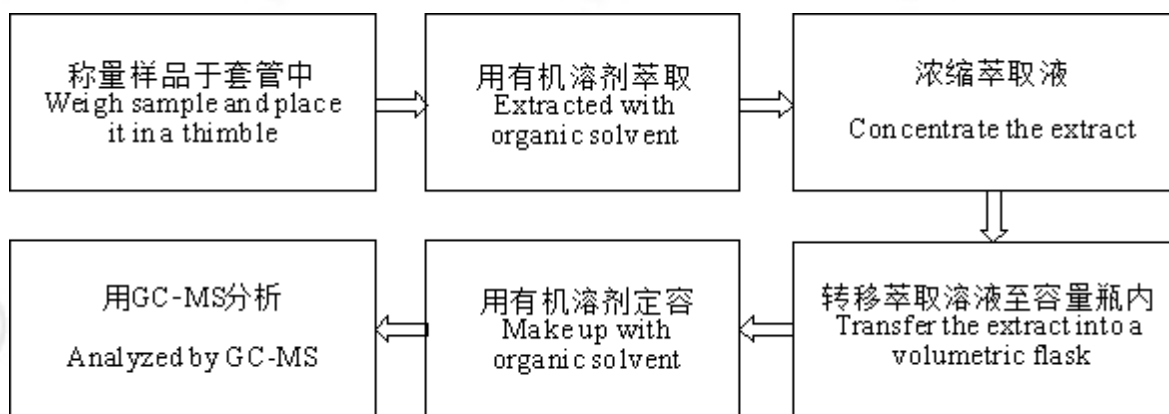 称量样品于套管中
Weigh sample and place
it in a thimble
用有机溶剂萃取
Extracted with
organic solvent
浓缩萃取液
Concentrate the extract
转移萃取溶液至容量瓶内
Transfer the extract into a
volumetric flask
用有机溶剂定容
Make up with
organic solvent
用GC-MS分析
Analyzed by GC-MS